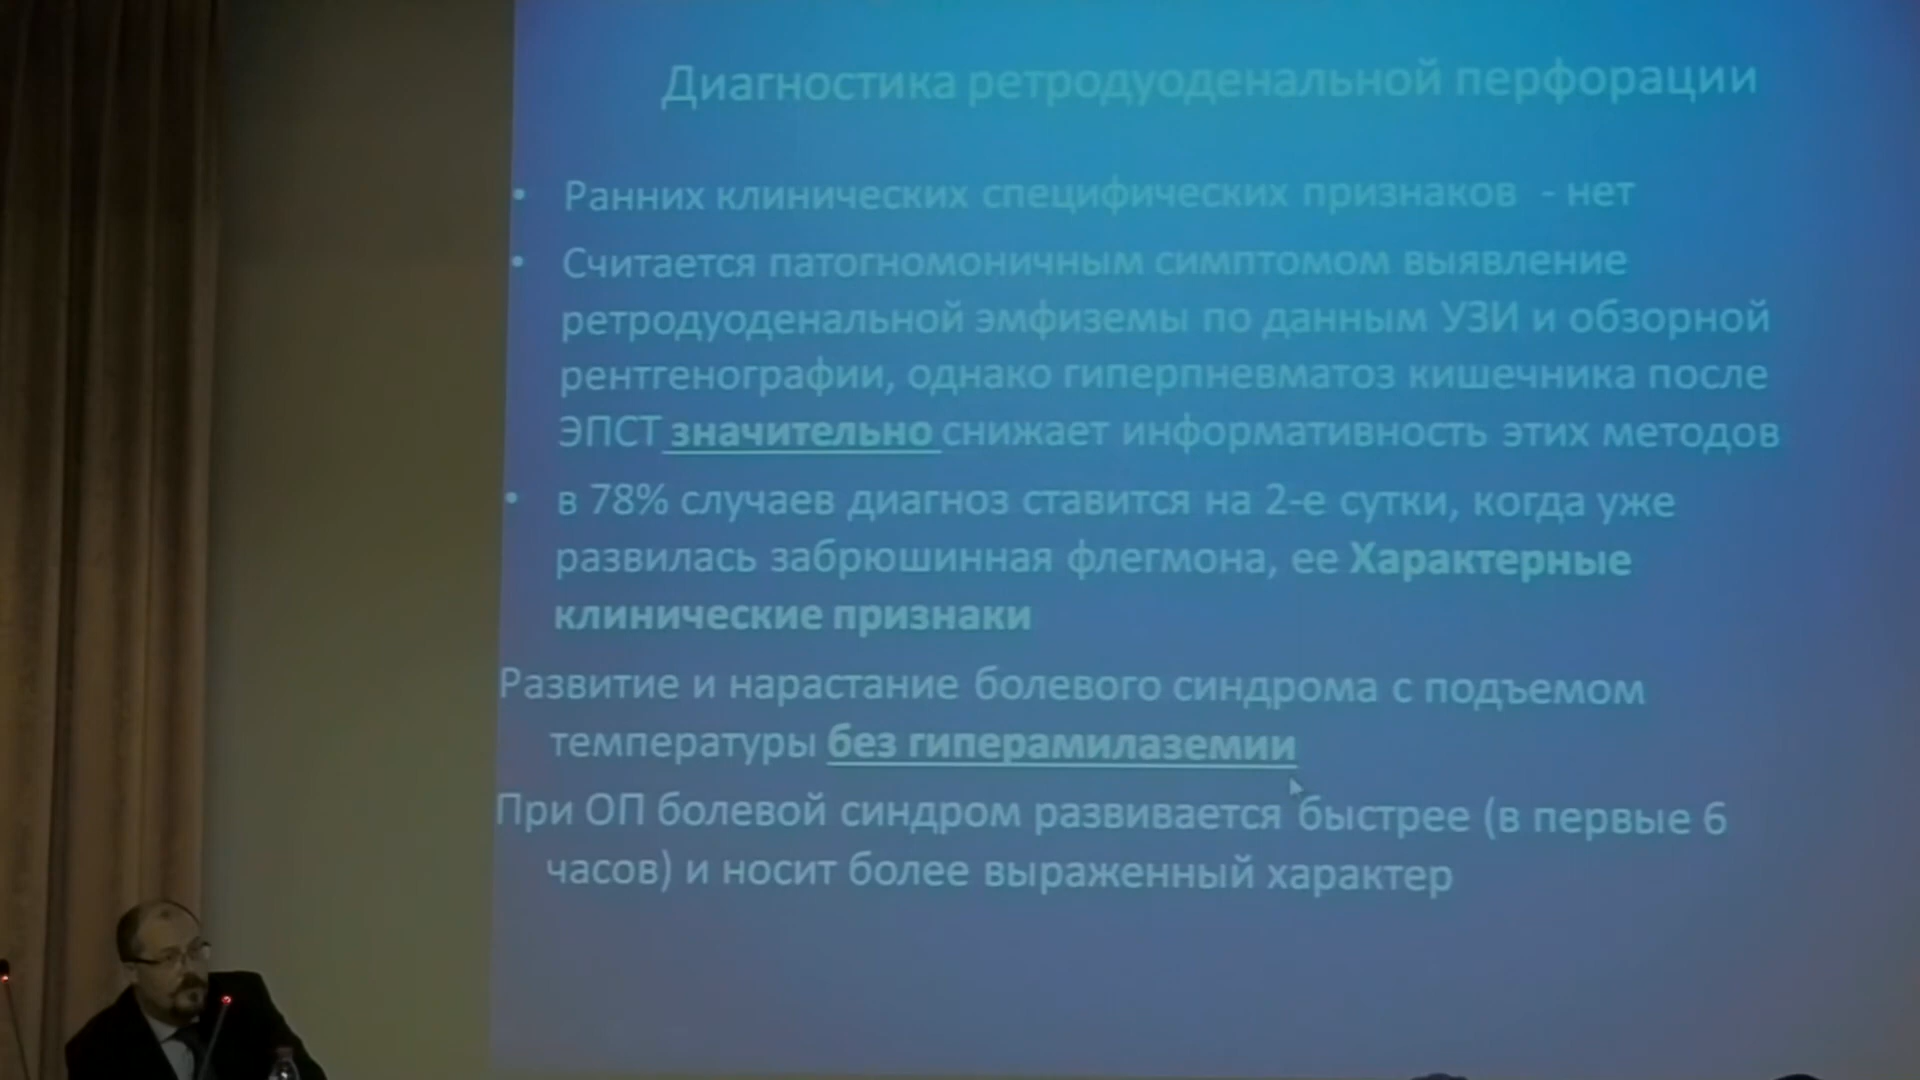 Диагностика ретродуоденальной перфорации
• Ранних клинических специфических признаков - нет
• Считается патогномоничным симптомом выявление
ретродуоденальной эмфиземы по данным УЗИ и обзорной
рентгенографии, однако гиперпневматоз кишечника после
ЭПСТ значительно снижает информативность этих методов
• в 78% случаев диагноз ставится на 2-е сутки, когда уже
развилась забрюшинная флегмона, ее Характерные
клинические признаки
Развитие и нарастание болевого синдрома с подъемом
температуры без гиперамилаземии
При ОП болевой синдром развивается быстрее (в первые 6
часов) и носит более выраженный характер